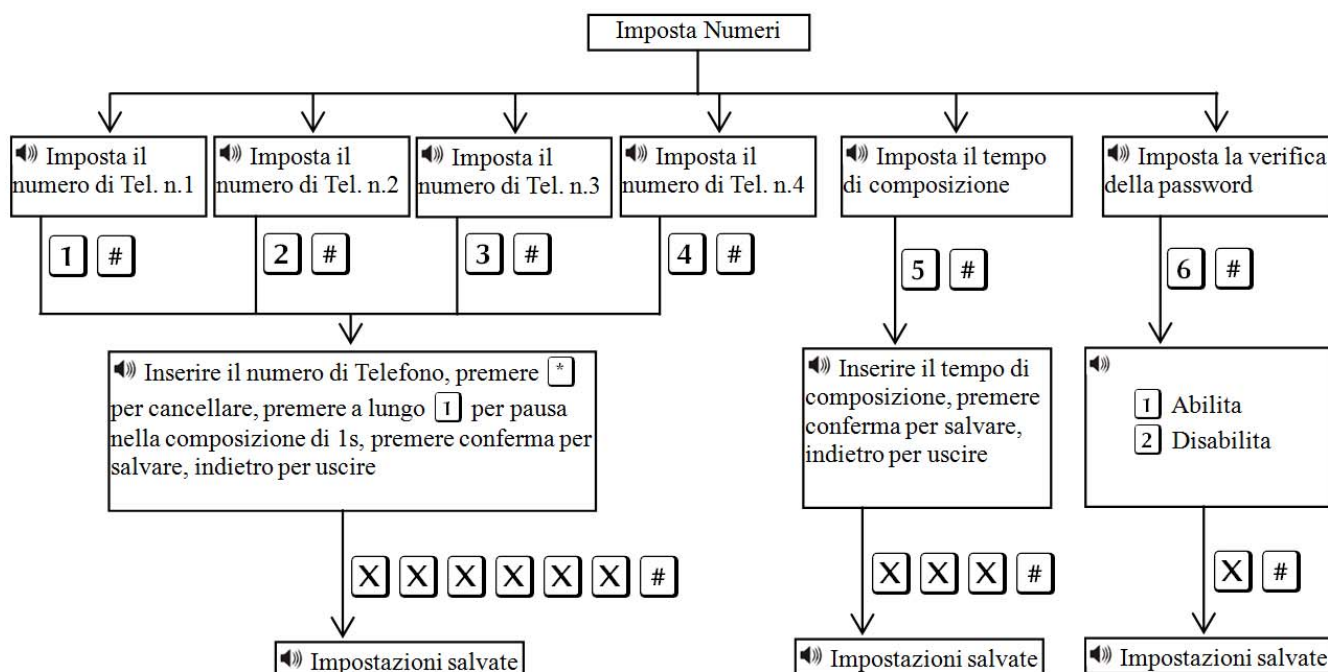 Imposta Numeri
Imposta il
numero di Tel. n.1
Imposta il
numero di Tel. n.2
Imposta il
numero di Tel. n.3
Imposta il
numero di Tel. n.4
Imposta il tempo
di composizione
Imposta la verifica
della password
1 #
2 #
3 #
4 #
5 #
6 #
Inserire il numero di Telefono, premere *
per cancellare, premere a lungo 1 per pausa
nella composizione di 1s, premere conferma per
salvare, indietro per uscire
Inserire il tempo di
composizione, premere
conferma per salvare,
indietro per uscire
1 Abilita
2 Disabilita
X X X X X X #
X X X #
X #
Impostazioni salvate
Impostazioni salvate
Impostazioni salvate